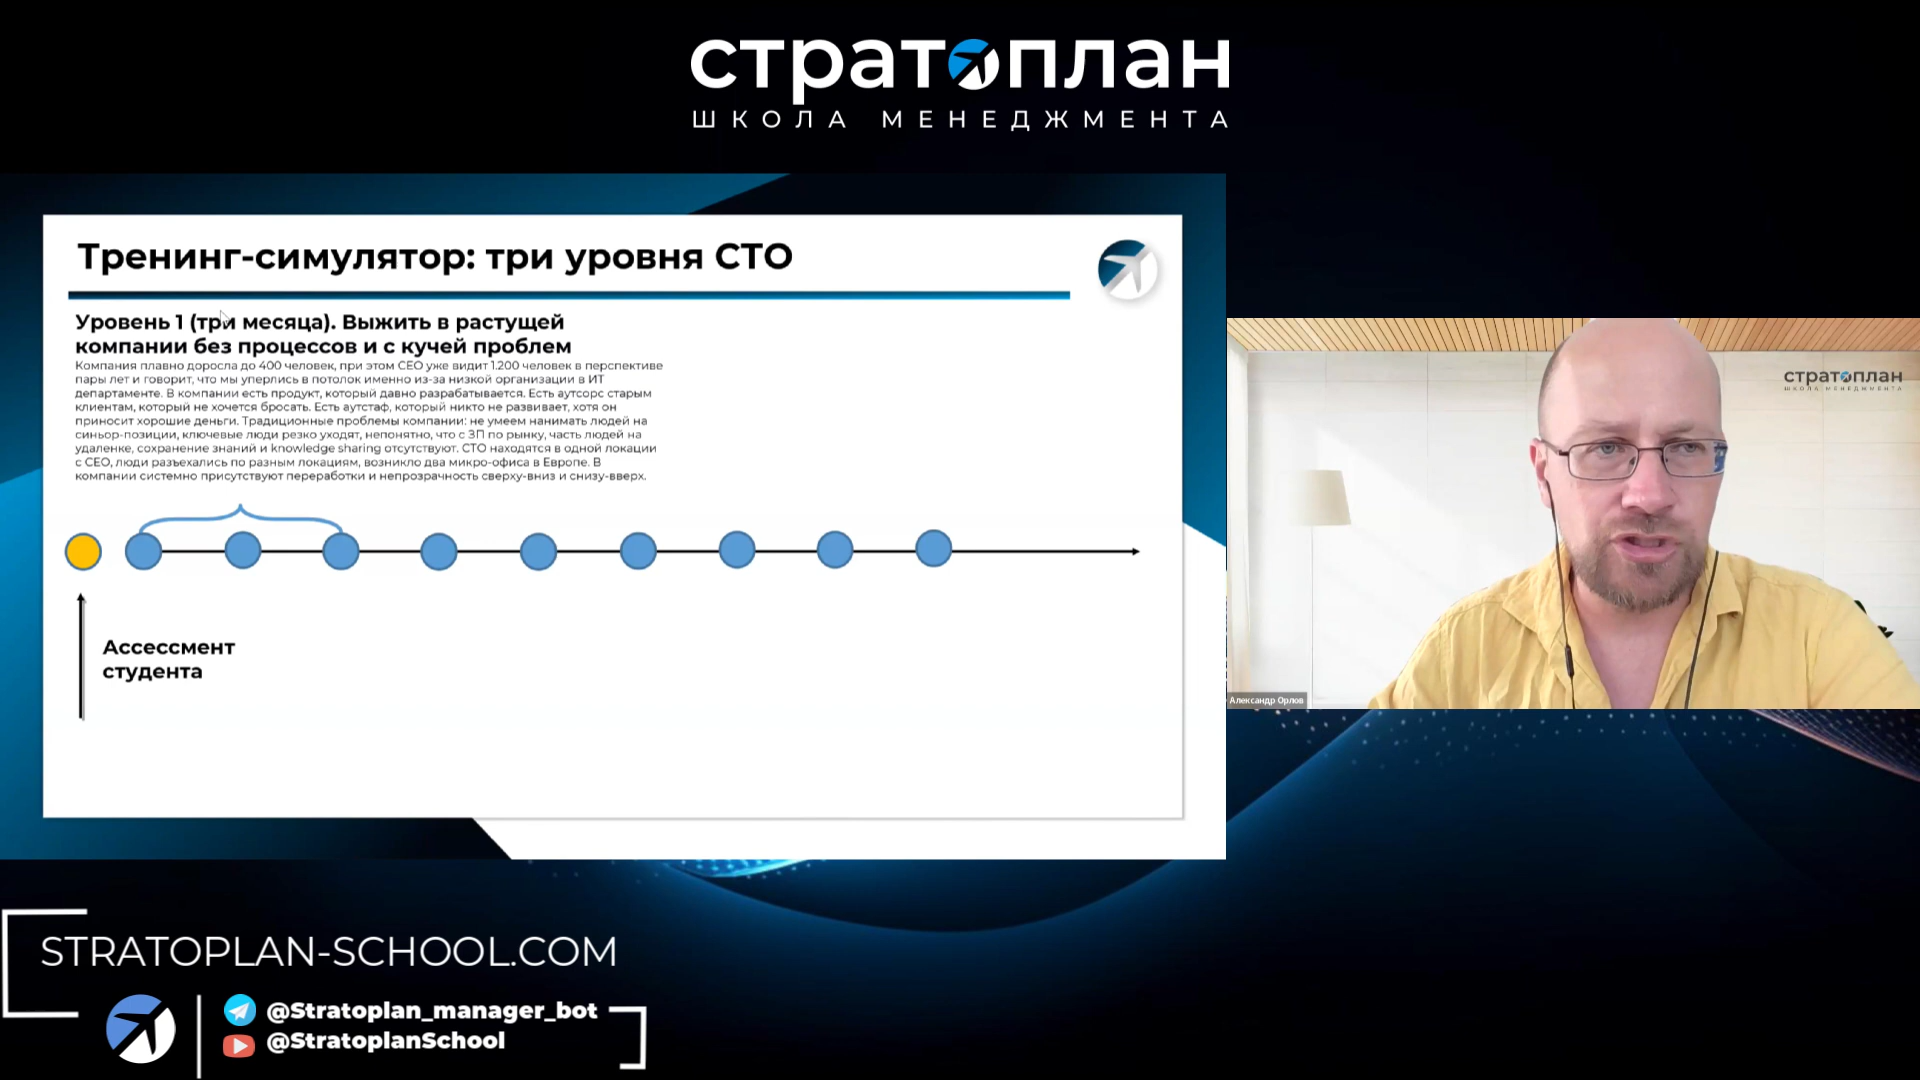 стратоплан
ШКОЛА МЕНЕДЖМЕНТА
Тренинг-симулятор: три уровня CTO
Уровень 1 (три месяца). Выжить в растущей
компании без процессов и с кучей проблем
Компания плавно доросла до 400 человек, при этом CEO уже видит 1.200 человек в перспективе
пары лет и говорит, что мы уперлись в потолок именно из-за низкой организации в ИТ
департаменте. В компании есть продукт, который давно разрабатывается. Есть аутсорс старым
клиентам, который не хочется бросать. Есть аутстаф, который никто не развивает, хотя он
приносит хорошие деньги. Традиционные проблемы компании: не умеем нанимать людей на
синьор-позиции, ключевые люди резко уходят, непонятно, что с ЗП по рынку, часть людей на
удаленке, сохранение знаний и knowledge sharing отсутствуют. CTO находятся в одной локации
с CEO, люди разъехались по разным локациям, возникло два микро-офиса в Европе. В
компании системно присутствуют переработки и непрозрачность сверху-вниз и снизу-вверх.
Ассессмент
студента
стратоплан
ШКОЛА МЕНЕДЖМЕНТА
Александр Орлов
STRATOPLAN-SCHOOL.COM
@Stratoplan_manager_bot
@StratoplanSchool